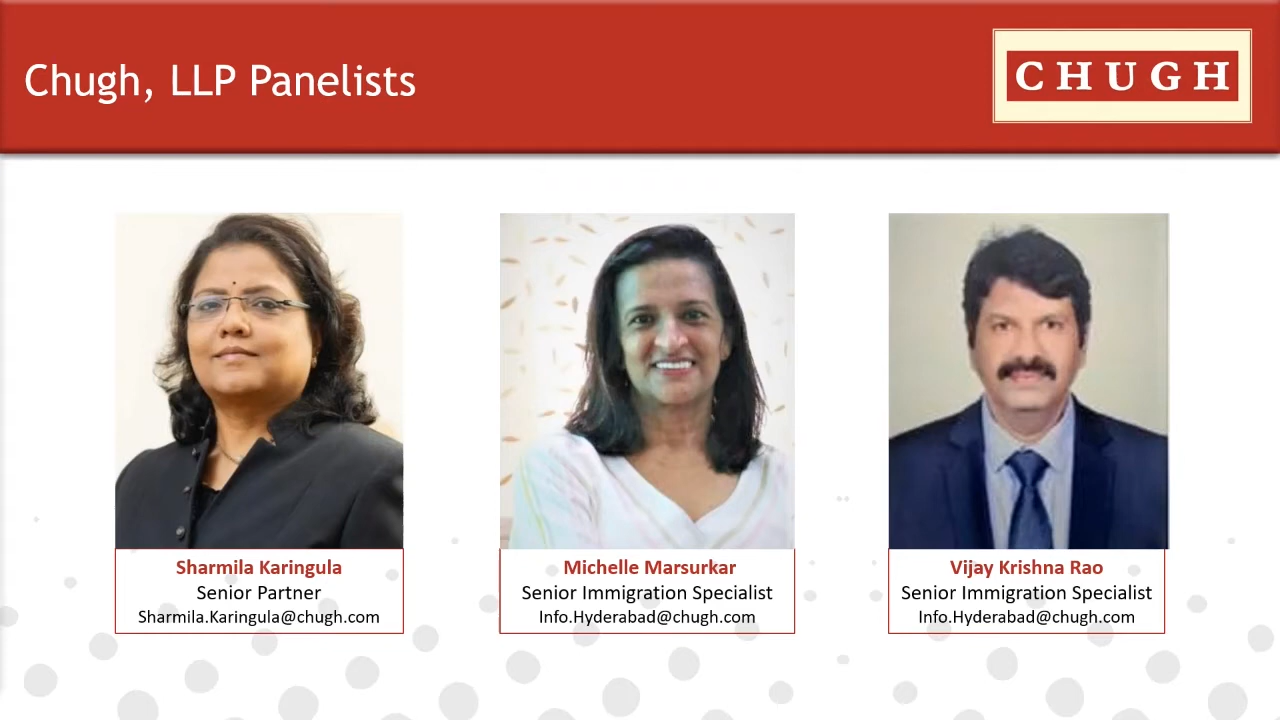 Chugh, LLP Panelists
CHUGH
Sharmila Karingula
Senior Partner
Sharmila.Karingula@chugh.com
Michelle Marsurkar
Senior Immigration Specialist
Info.Hyderabad@chugh.com
Vijay Krishna Rao
Senior Immigration Specialist
Info.Hyderabad@chugh.com